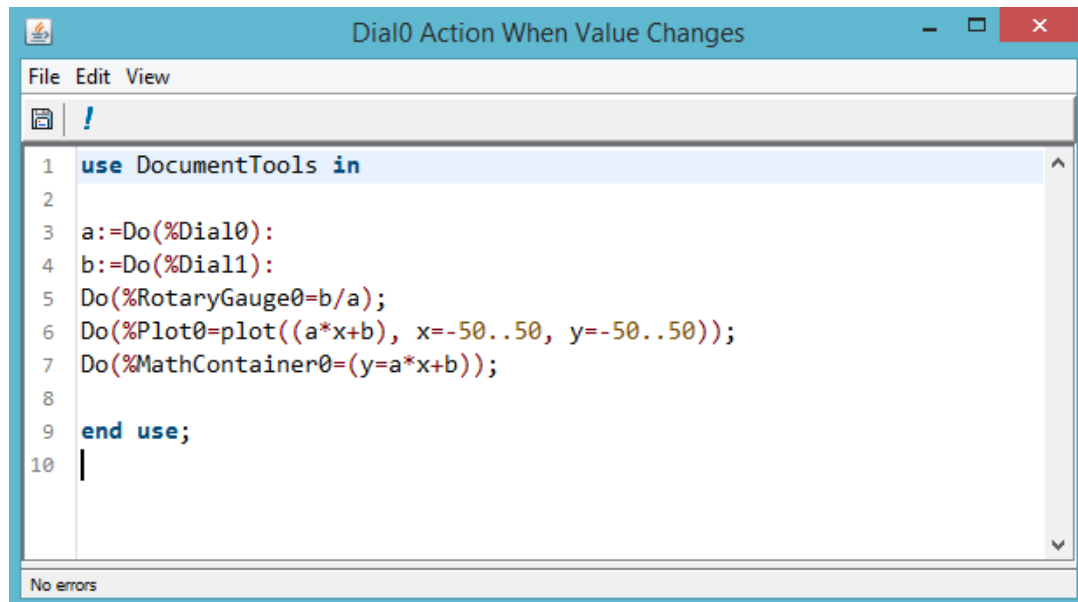 Dial0 Action When Value Changes
File Edit View
!
1 use DocumentTools in
2
3 a:=Do(%Dial0):
4 b:=Do(%Dial1):
5 Do(%RotaryGauge0=b/a);
6 Do(%Plot0=plot((a*x+b), x=-50..50, y=-50..50));
7 Do(%MathContainer0=(y=a*x+b));
8
9 end use;
10
No errors